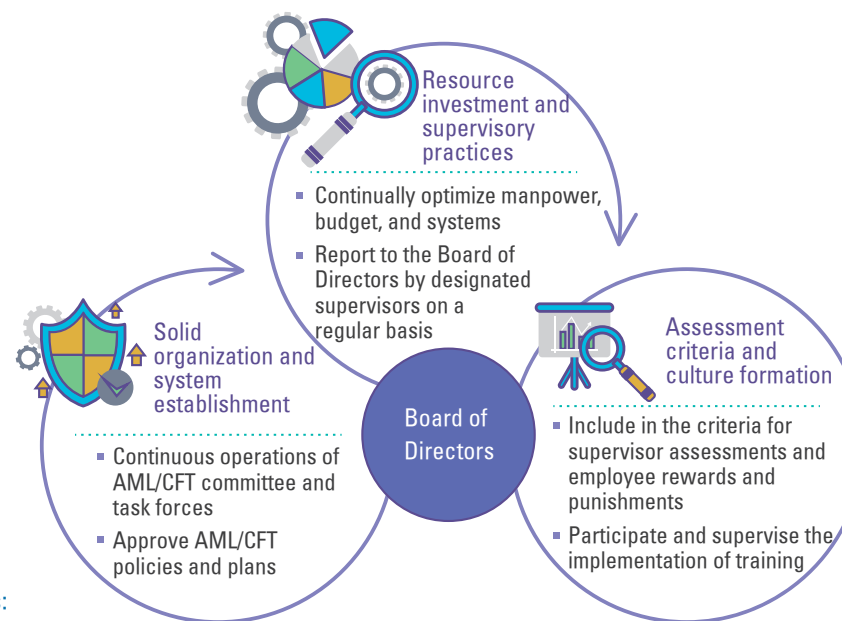 Resource
investment and
supervisory
practices
▪ Continually optimize manpower,
budget, and systems
▪ Report to the Board of
Directors by designated
supervisors on a
regular basis
Solid
organization and
system
establishment
▪ Continuous operations of
AML/CFT committee and
task forces
▪ Approve AML/CFT
policies and plans
Board of
Directors
Assessment
criteria and
culture formation
▪ Include in the criteria for
supervisor assessments and
employee rewards and
punishments
▪ Participate and supervise the
implementation of training
: